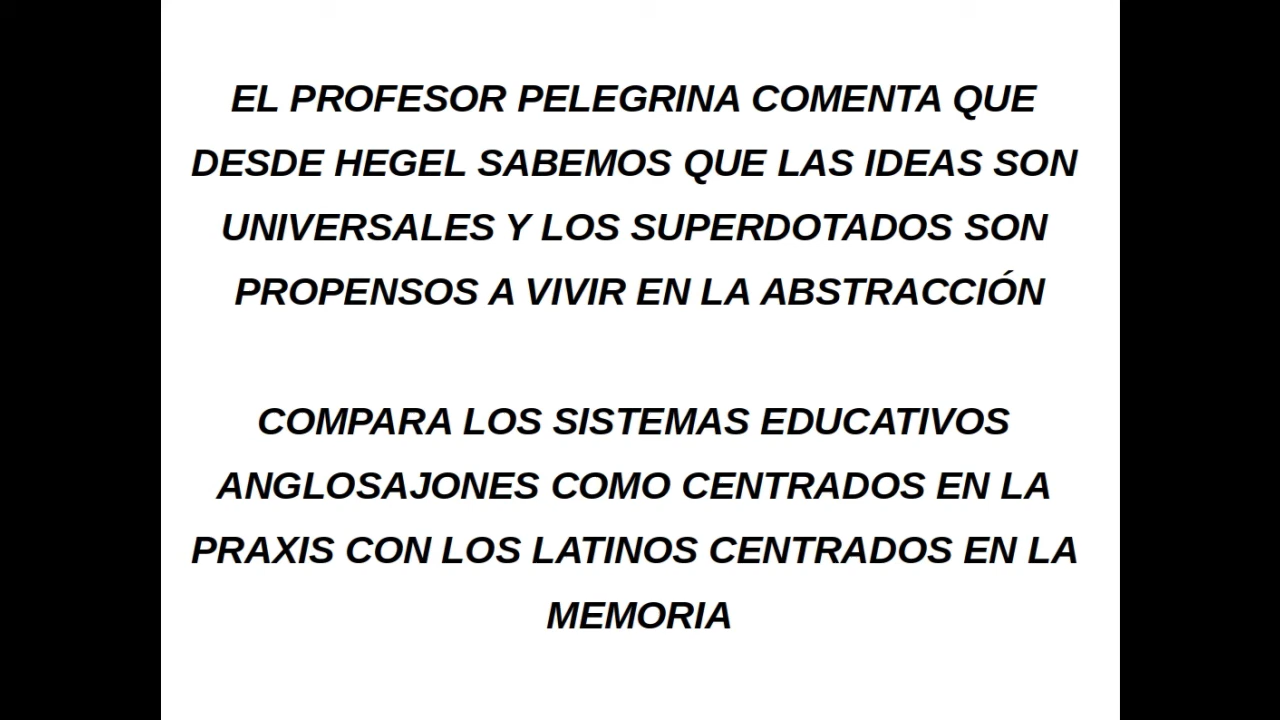 EL PROFESOR PELEGRINA COMENTA QUE
DESDE HEGEL SABEMOS QUE LAS IDEAS SON
UNIVERSALES Y LOS SUPERDOTADOS SON
PROPENSOS A VIVIR EN LA ABSTRACCIÓN
COMPARA LOS SISTEMAS EDUCATIVOS
ANGLOSAJONES COMO CENTRADOS EN LA
PRAXIS CON LOS LATINOS CENTRADOS EN LA
MEMORIA